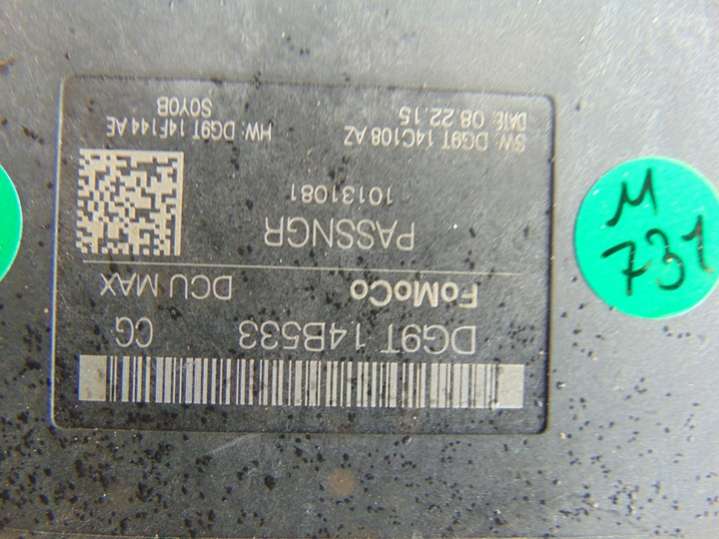 DG9T 14B533 CG
FoMoCo DCU MAX
PASSNGR
10131081
SW: DG9T 14C108 AZ HW: DG9T 14F144 AE
DATE: 08.22.15 S0Y0B
M
731